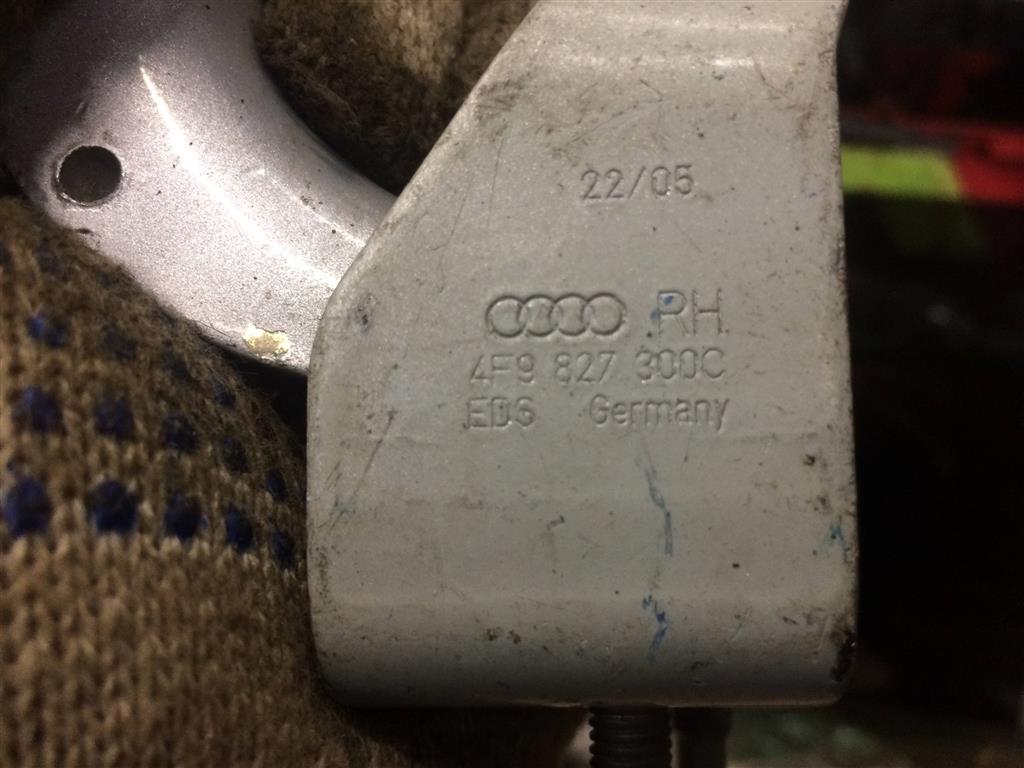 22/05
RH
4F9 827 300C
EDS Germany